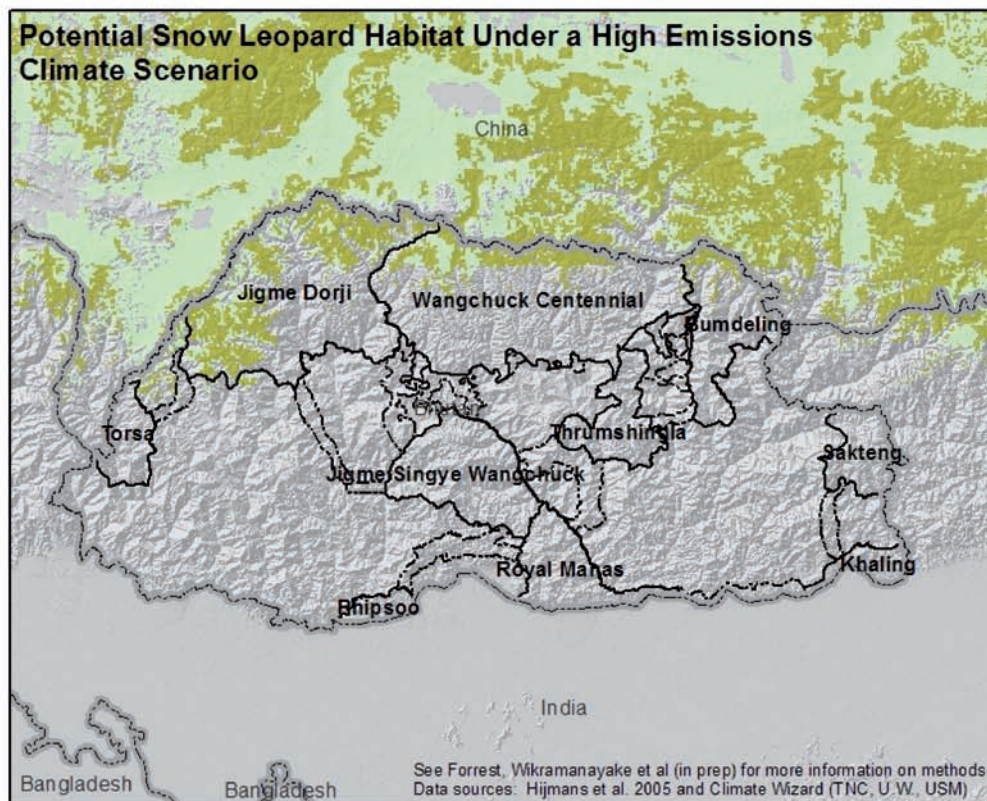 Potential Snow Leopard Habitat Under a High Emissions
Climate Scenario
China
Jigme Dorji
Wangchuck Centennial
Bumdeling
Torsa
Thrumshingla
Sakteng
Jigme Singye Wangchuck
Royal Manas
Khaling
Phipsoo
India
Bangladesh
Bangladesh
See Forrest, Wikramanayake et al (in prep) for more information on methods
Data sources: Hijmans et al. 2005 and Climate Wizard (TNC, U.W., USM)